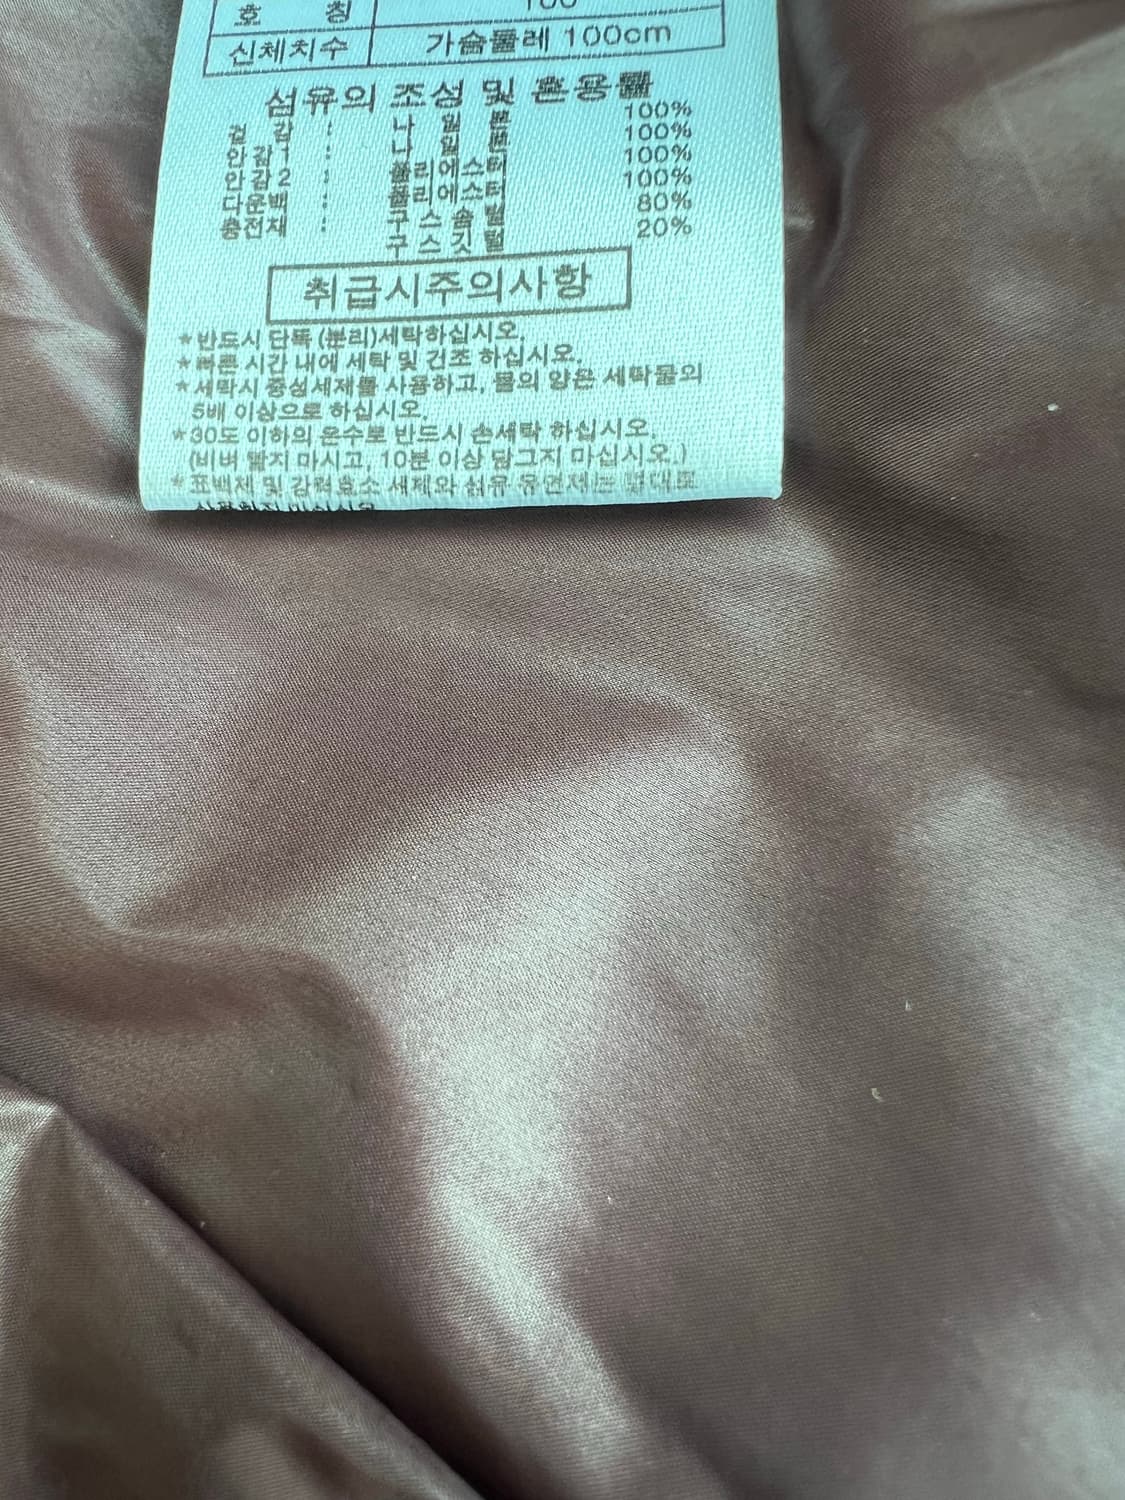 호 칭 100
신체치수 가슴둘레 100cm
섬유의 조성 및 혼용률
겉 감 : 나 일 론 100%
안 감 1 : 나 일 론 100%
안 감 2 : 폴리에스터 100%
다운백 : 폴리에스터 100%
충전재 : 구 스 솜 털 80%
구 스 깃 털 20%
취급시주의사항
*반드시 단독 (분리)세탁하십시오.
*빠른 시간 내에 세탁 및 건조 하십시오.
*세탁시 중성세제를 사용하고, 물의 양은 세탁물의
5배 이상으로 하십시오.
*30도 이하의 온수로 반드시 손세탁 하십시오.
(비벼 빨지 마시고, 10분 이상 담그지 마십시오.)
*표백제 및 강력효소 세제와 섬유 유연제는 절대로
사용하지 마십시오